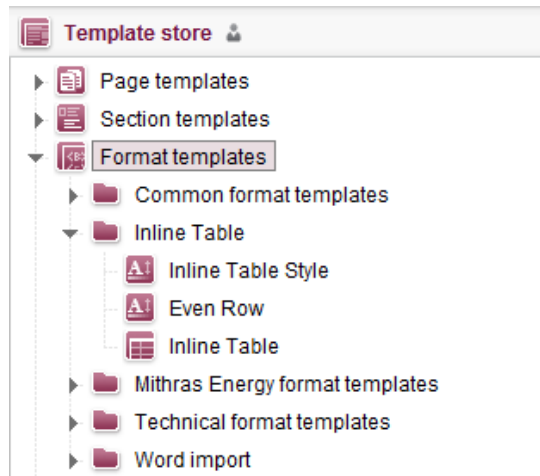 Template store
Page templates
Section templates
Format templates
Common format templates
Inline Table
Inline Table Style
Even Row
Inline Table
Mithras Energy format templates
Technical format templates
Word import